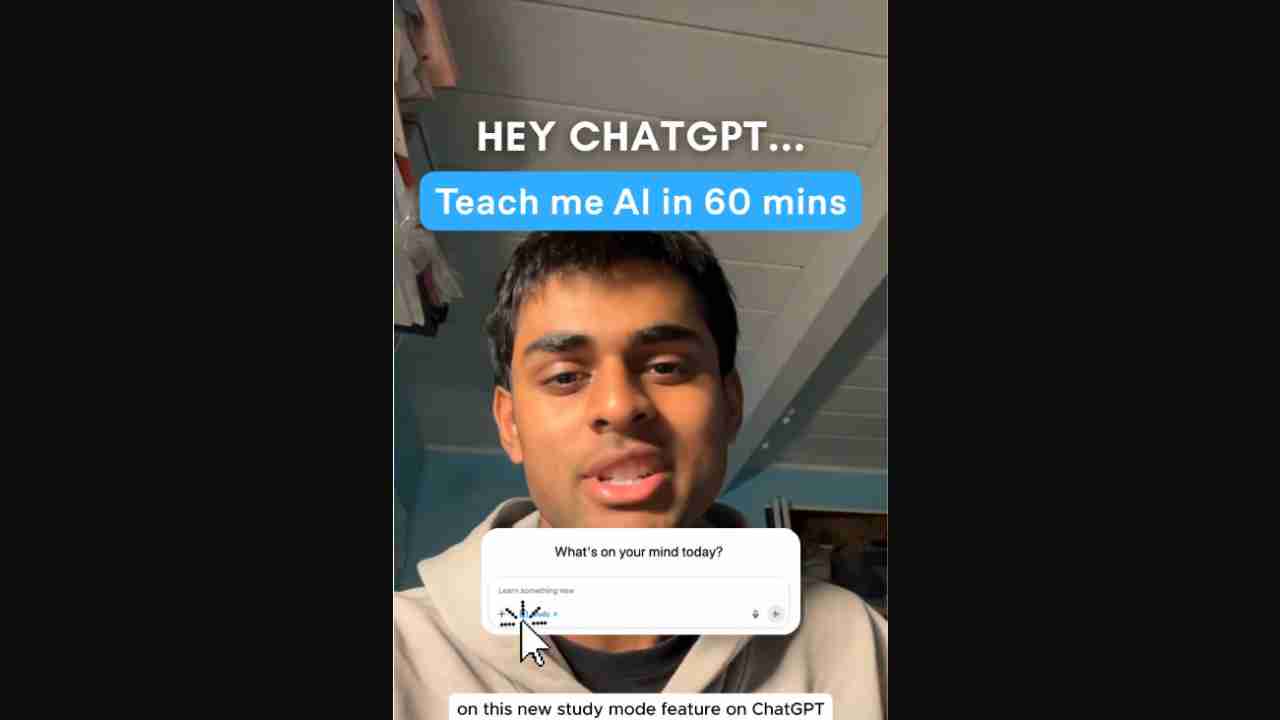 HEY CHATGPT...
Teach me AI in 60 mins
What's on your mind today?
Learn something new
on this new study mode feature on ChatGPT